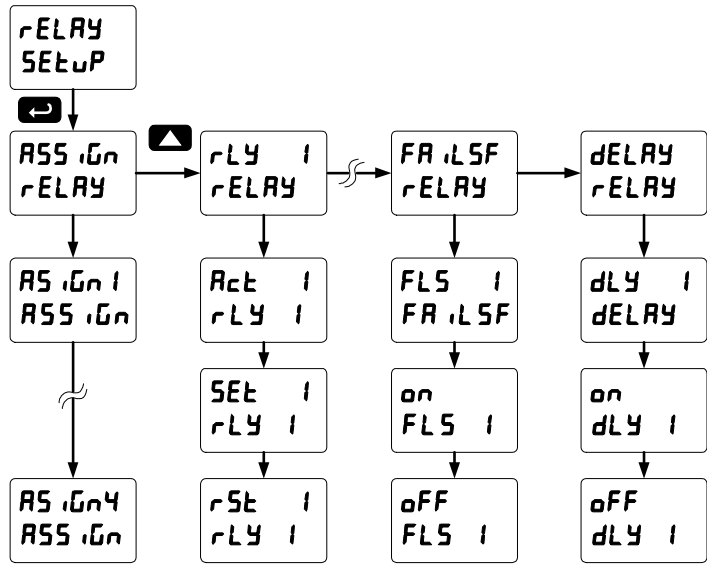 rELAY
SEtuP
ASSiGn
rELAY
rLY 1
rELAY
FAiLSF
rELAY
dELAY
rELAY
ASiGn1
ASSiGn
Act 1
rLY 1
FLS 1
FAiLSF
dLY 1
dELAY
SEt 1
rLY 1
on
FLS 1
on
dLY 1
ASiGn4
ASSiGn
rSt 1
rLY 1
oFF
FLS 1
oFF
dLY 1